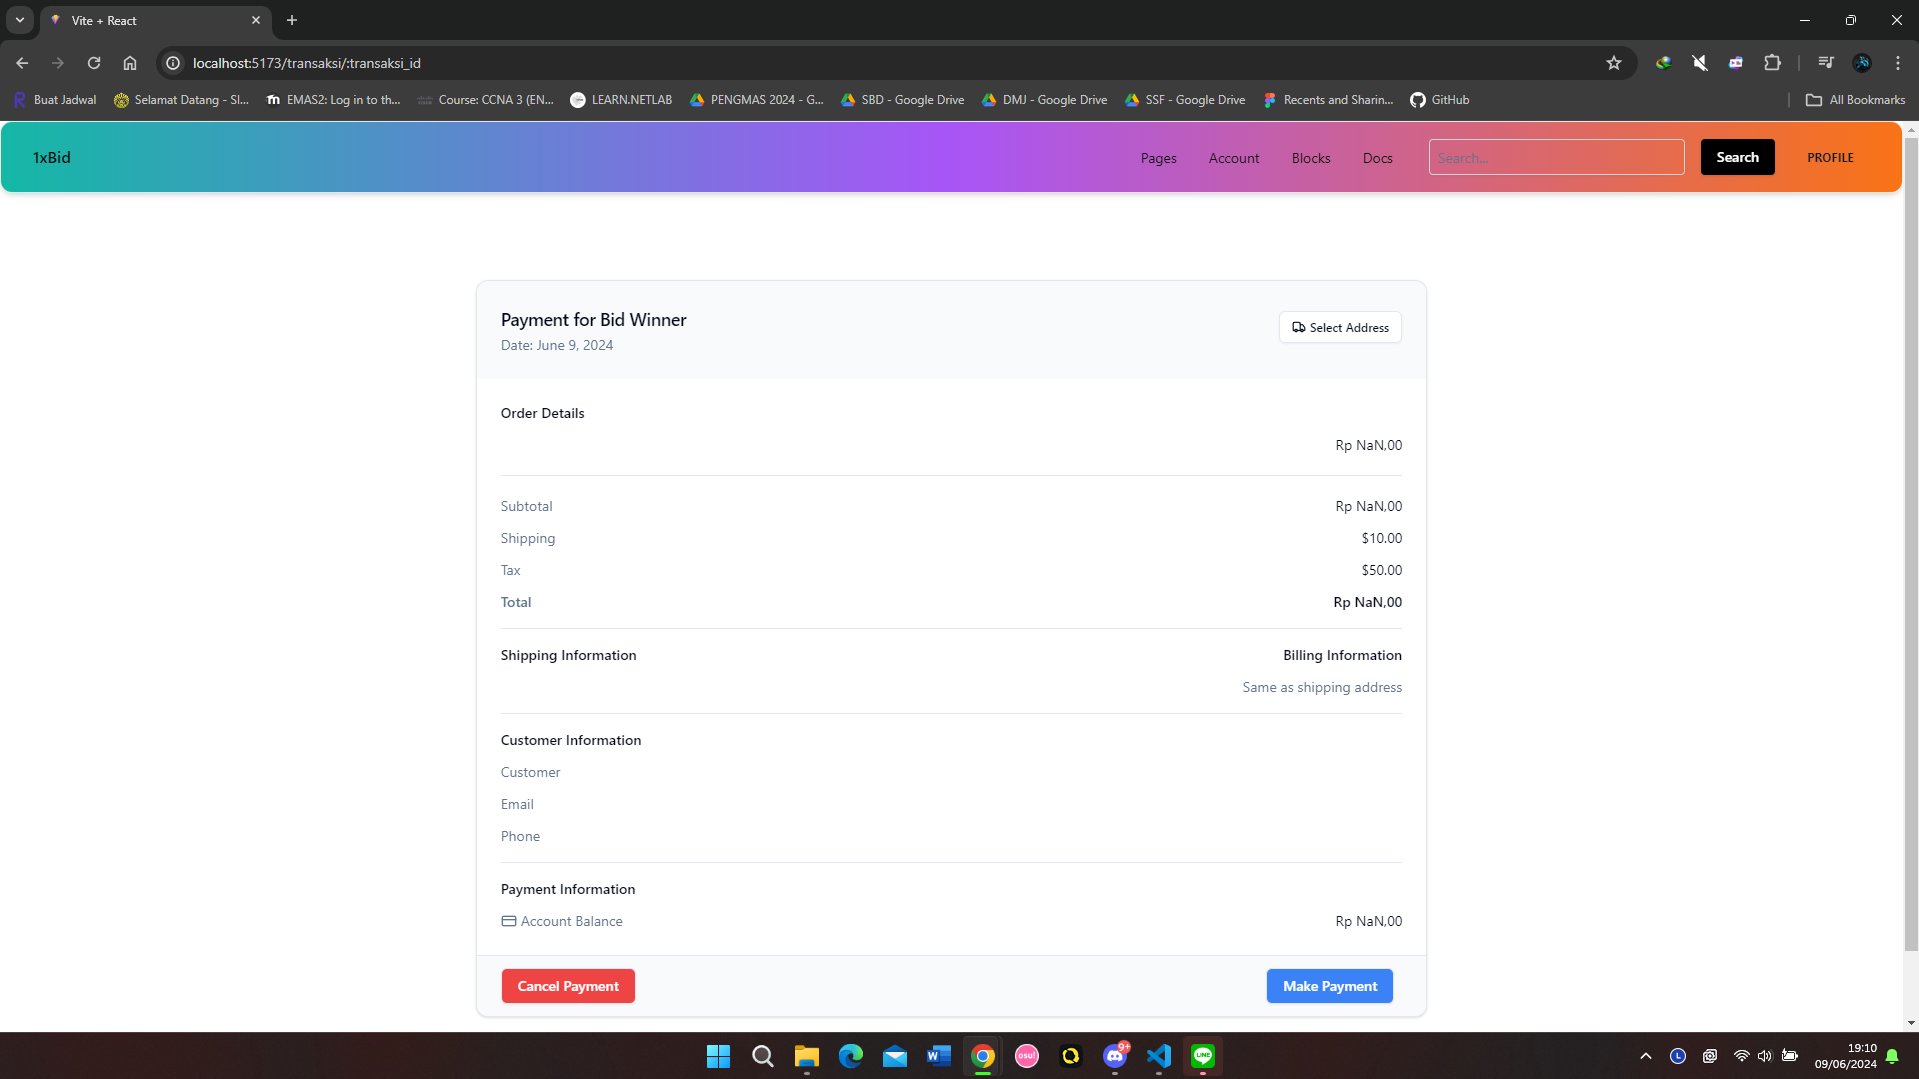 Vite + React
localhost:5173/transaksi/:transaksi_id
Buat Jadwal
Selamat Datang - SI...
EMAS2: Log in to th...
Course: CCNA 3 (EN...
LEARN.NETLAB
PENGMAS 2024 - G...
SBD - Google Drive
DMJ - Google Drive
SSF - Google Drive
Recents and Sharin...
GitHub
All Bookmarks
1xBid
Pages
Account
Blocks
Docs
Search...
Search
PROFILE
Payment for Bid Winner
Date: June 9, 2024
Select Address
Order Details
Rp NaN,00
Subtotal
Rp NaN,00
Shipping
$10.00
Tax
$50.00
Total
Rp NaN,00
Shipping Information
Billing Information
Same as shipping address
Customer Information
Customer
Email
Phone
Payment Information
Account Balance
Rp NaN,00
Cancel Payment
Make Payment
osu!
9+
LINE
L
19:10
09/06/2024